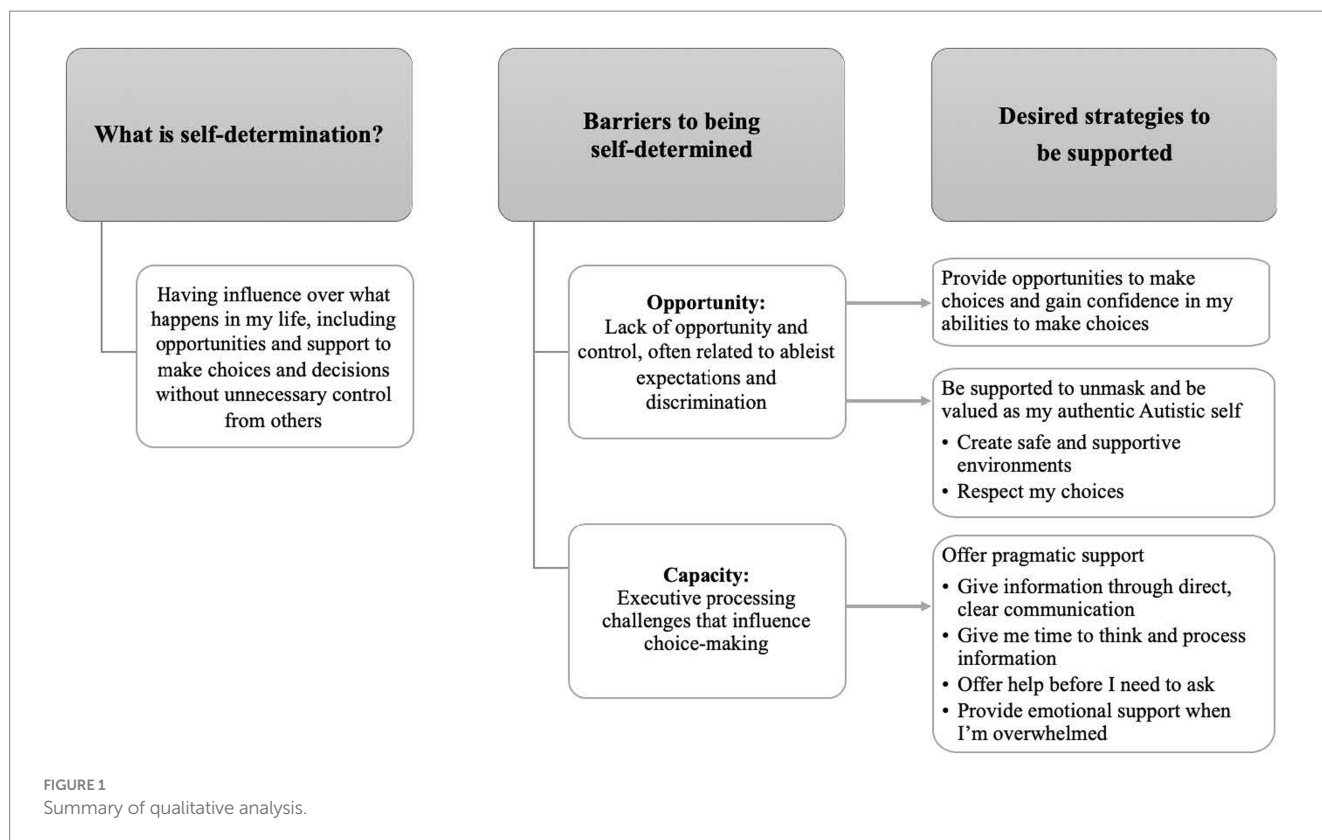 What is self-determination?
Having influence over what
happens in my life, including
opportunities and support to
make choices and decisions
without unnecessary control
from others
Barriers to being
self-determined
Opportunity:
Lack of opportunity and
control, often related to ableist
expectations and
discrimination
Capacity:
Executive processing
challenges that influence
choice-making
Desired strategies to
be supported
Provide opportunities to make
choices and gain confidence in my
abilities to make choices
Be supported to unmask and be
valued as my authentic Autistic self
• Create safe and supportive
environments
• Respect my choices
Offer pragmatic support
• Give information through direct,
clear communication
• Give me time to think and process
information
• Offer help before I need to ask
• Provide emotional support when
I'm overwhelmed
FIGURE 1
Summary of qualitative analysis.